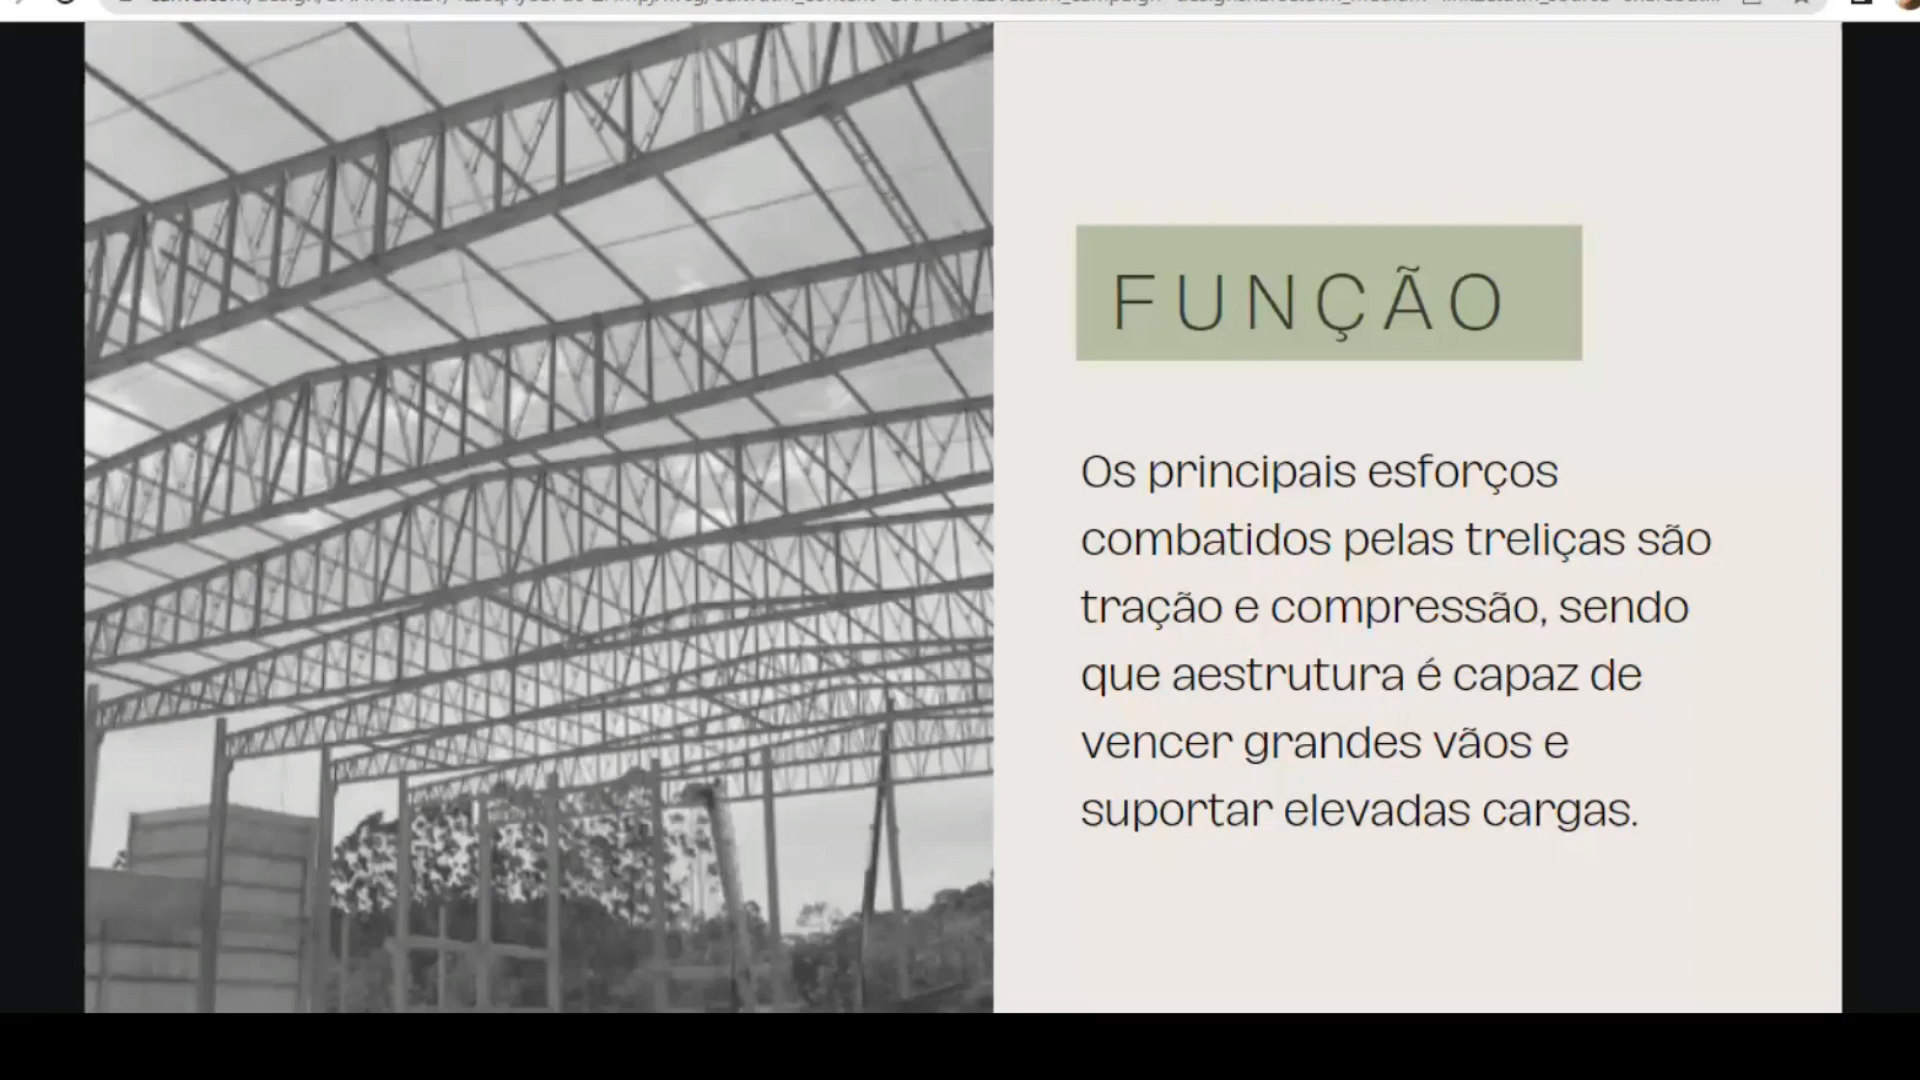 FUNÇÃO
Os principais esforços
combatidos pelas treliças são
tração e compressão, sendo
que aestrutura é capaz de
vencer grandes vãos e
suportar elevadas cargas.